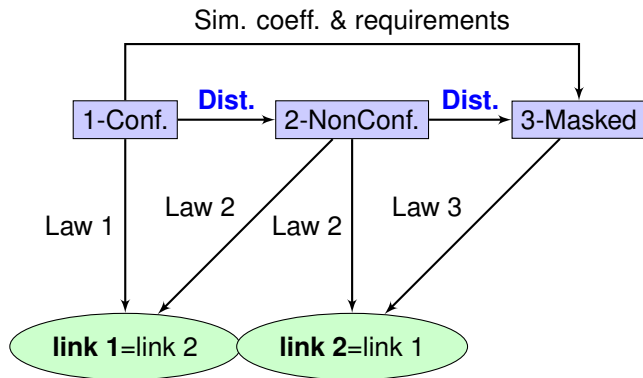 Sim. coeff. & requirements
Dist.
Dist.
1-Conf.
2-NonConf.
3-Masked
Law 1
Law 2
Law 2
Law 3
link 1=link 2
link 2=link 1